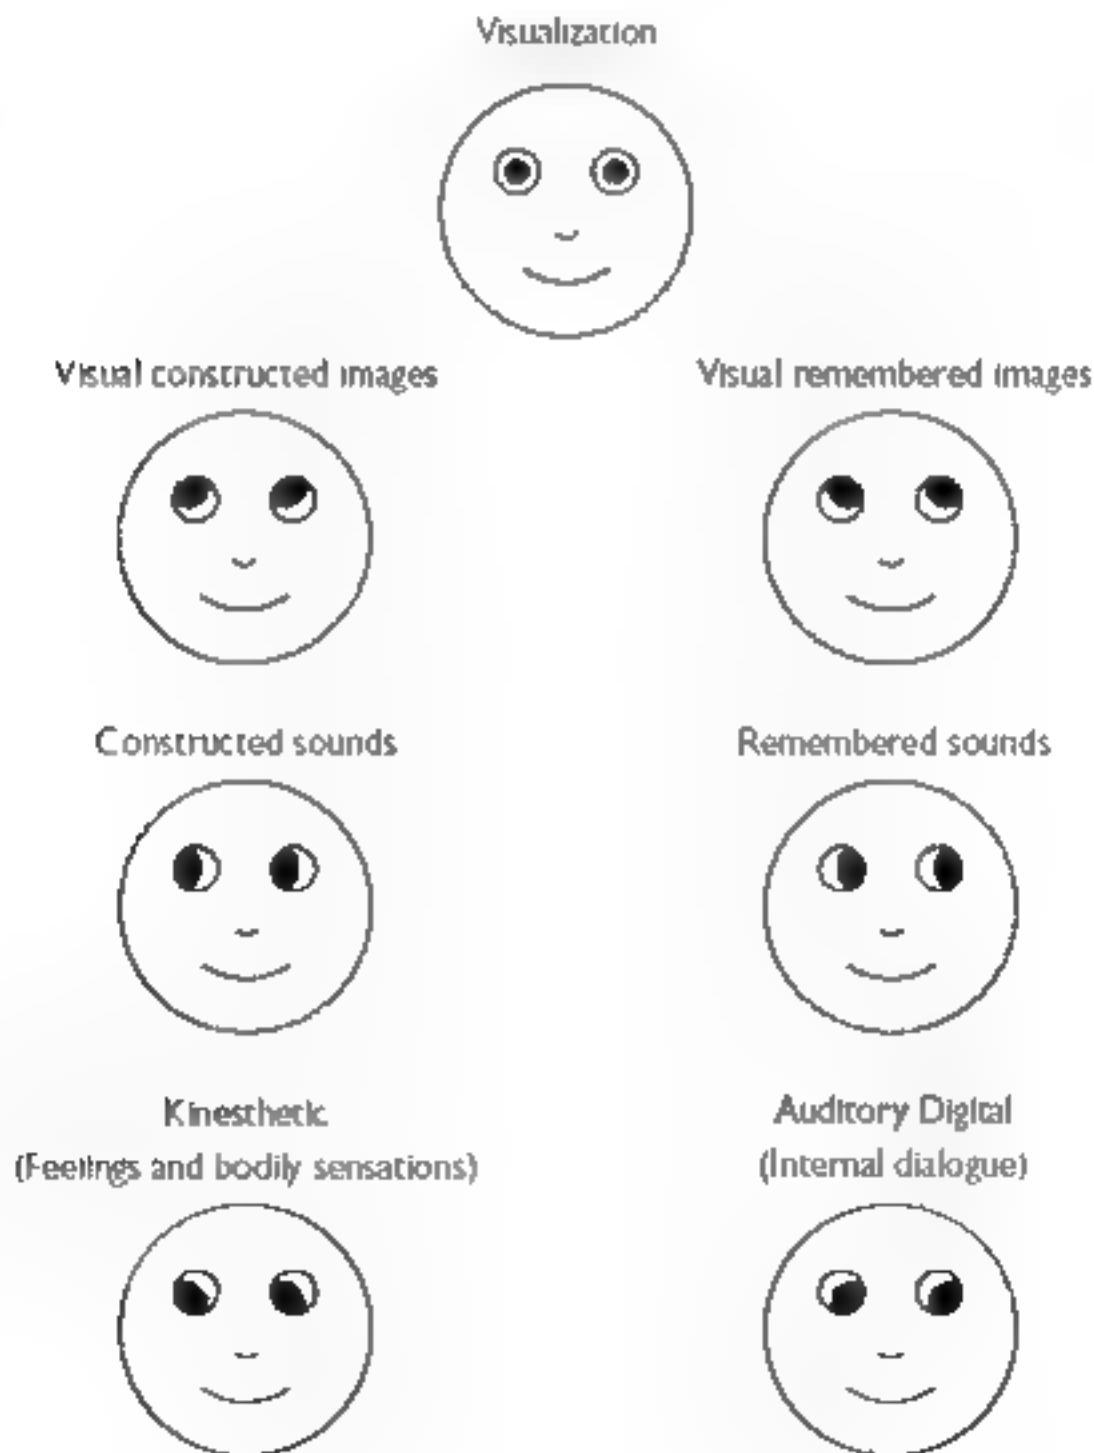 Visualization
Visual constructed images
Visual remembered images
Constructed sounds
Remembered sounds
Kinesthetic
(Feelings and bodily sensations)
Auditory Digital
(Internal dialogue)